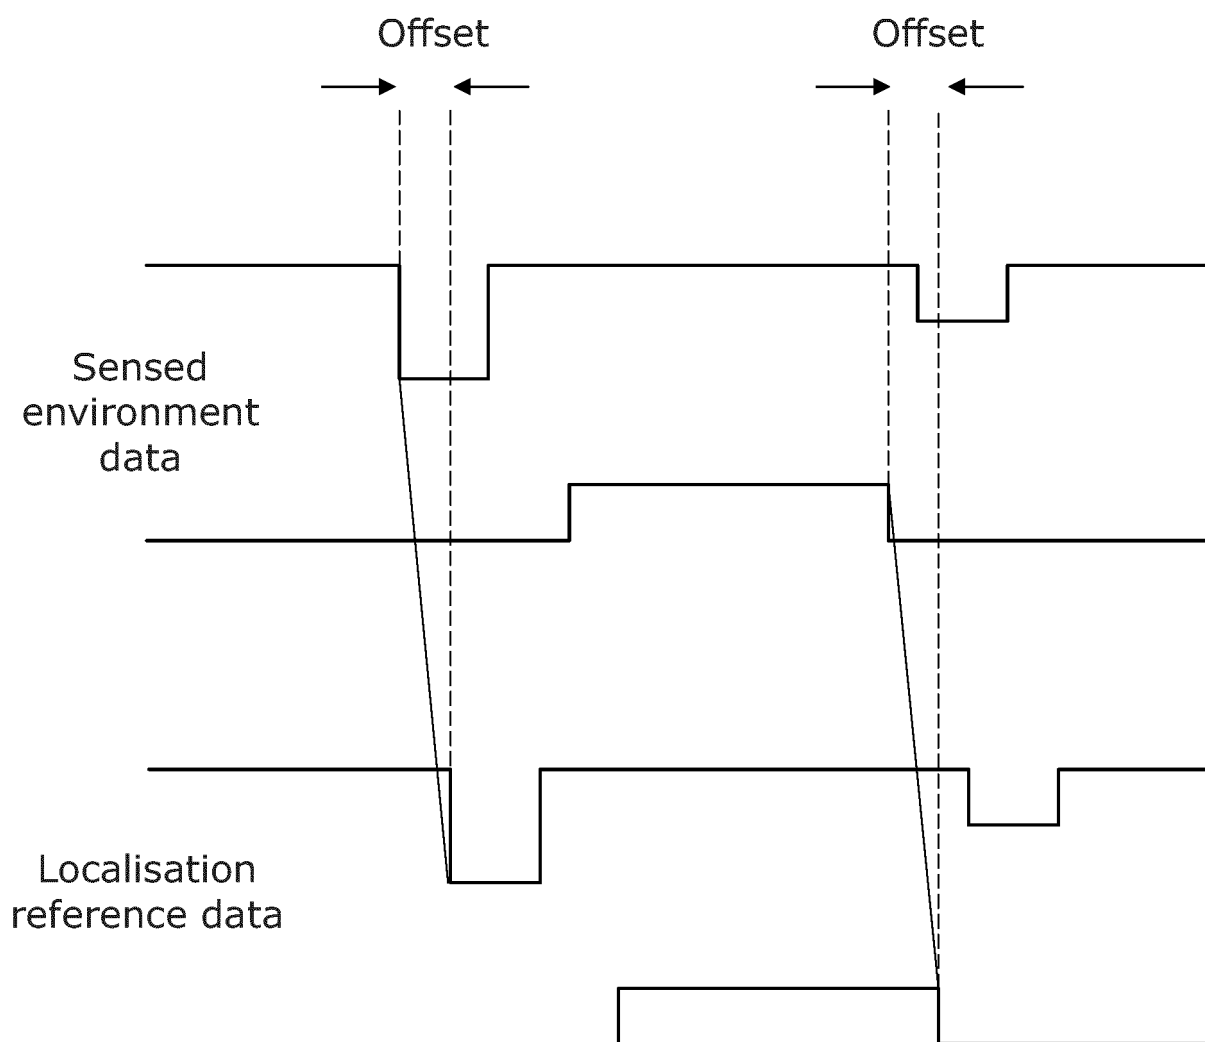 Offset
Offset
Sensed
environment
data
Localisation
reference data